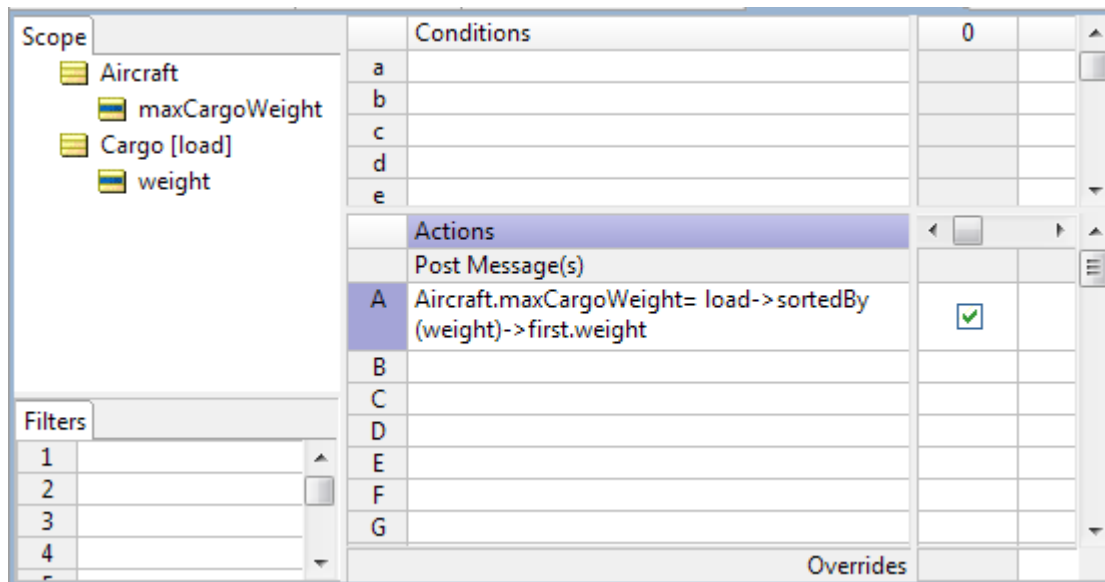 Scope
Aircraft
maxCargoWeight
Cargo [load]
weight
Filters
1
2
3
4
Conditions 0
a
b
c
d
e
Actions
Post Message(s)
A Aircraft.maxCargoWeight= load->sortedBy
(weight)->first.weight
B
C
D
E
F
G
Overrides